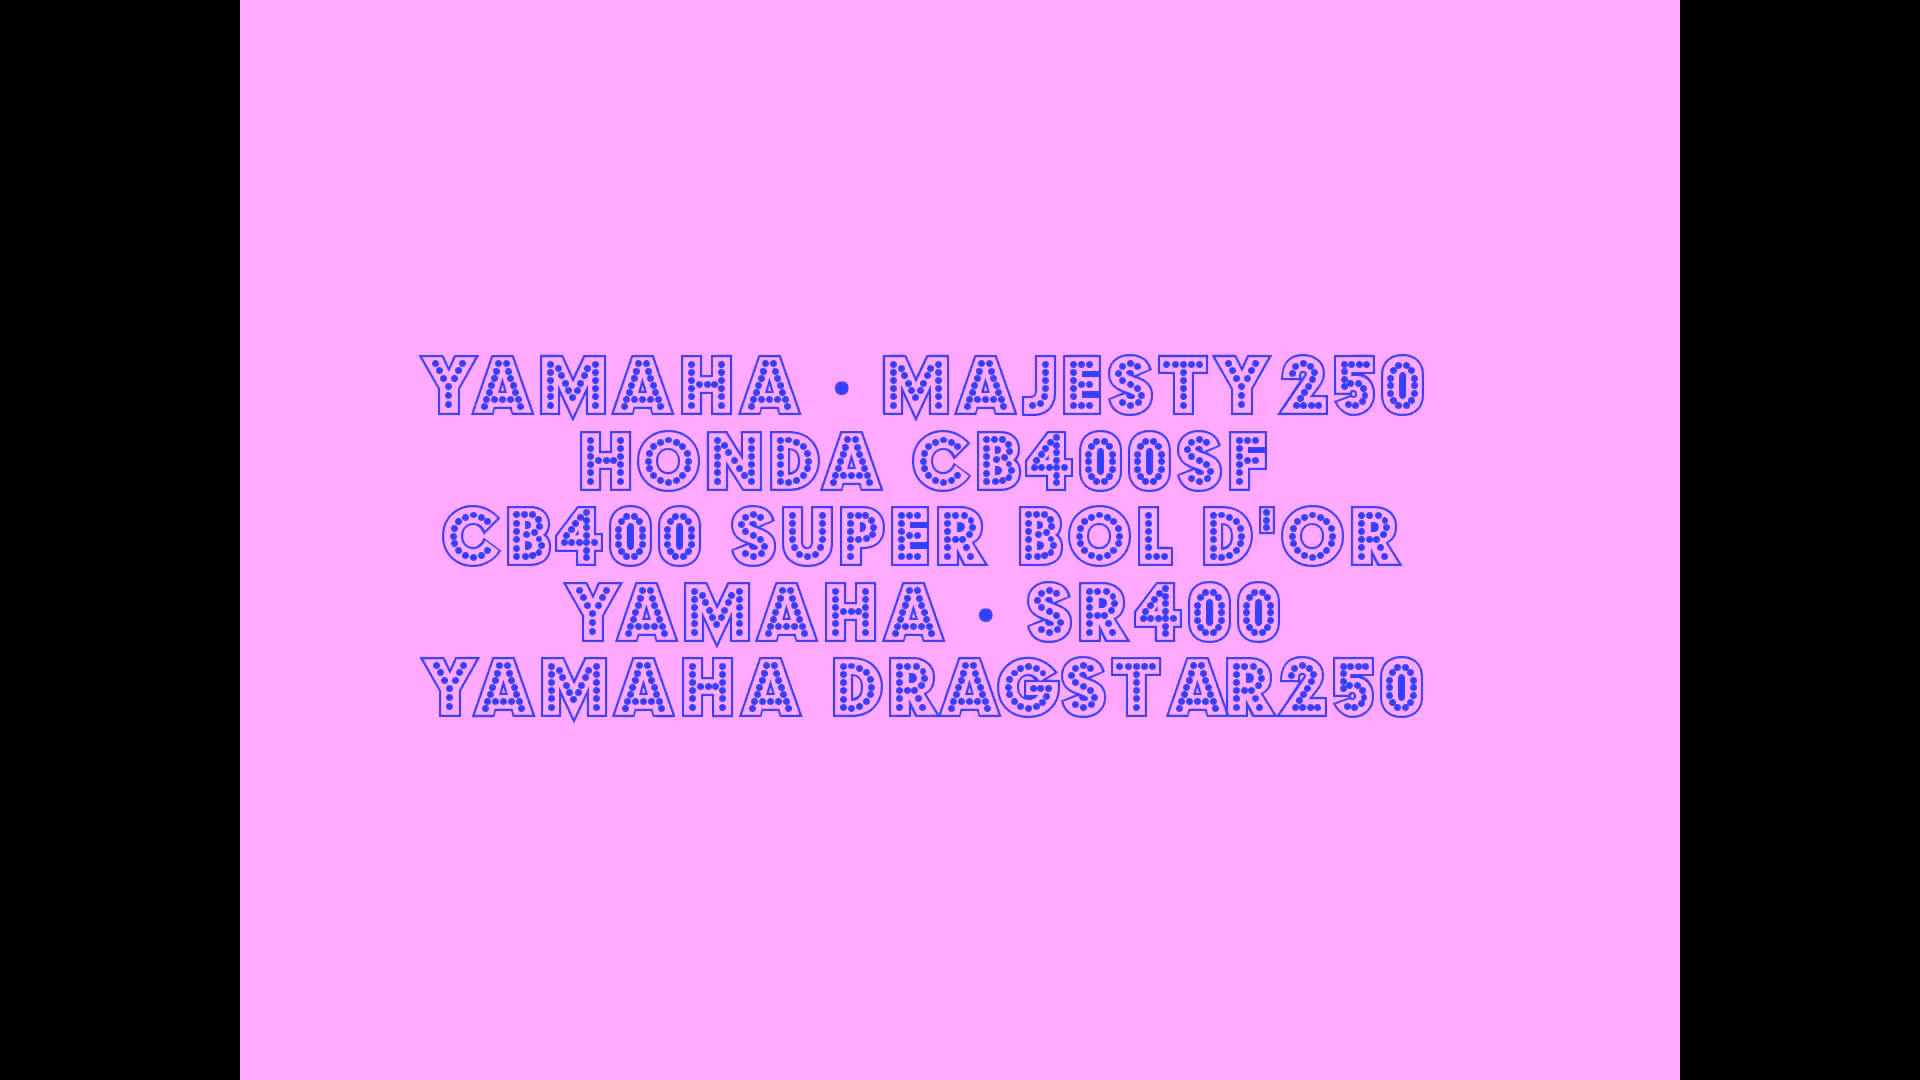 YAMAHA・MAJESTY250
HONDA CB400SF
CB400 SUPER BOL D'OR
YAMAHA・SR400
YAMAHA DRAGSTAR250